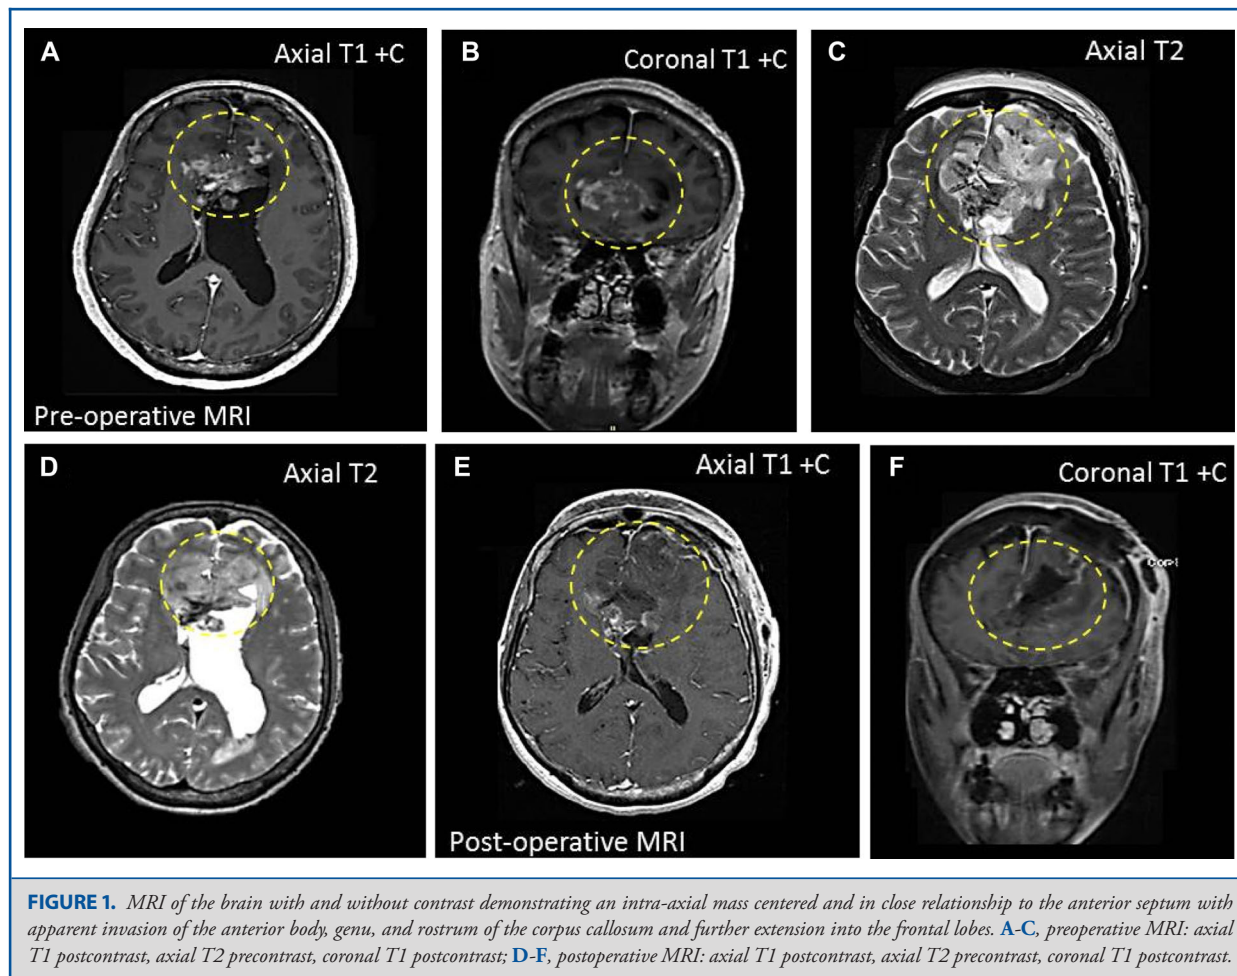 A
Axial T1 +C
Pre-operative MRI
B
Coronal T1 +C
C
Axial T2
D
Axial T2
E
Axial T1 +C
Post-operative MRI
F
Coronal T1 +C
FIGURE 1. MRI of the brain with and without contrast demonstrating an intra-axial mass centered and in close relationship to the anterior septum with
apparent invasion of the anterior body, genu, and rostrum of the corpus callosum and further extension into the frontal lobes. A-C, preoperative MRI: axial
T1 postcontrast, axial T2 precontrast, coronal T1 postcontrast; D-F, postoperative MRI: axial T1 postcontrast, axial T2 precontrast, coronal T1 postcontrast.